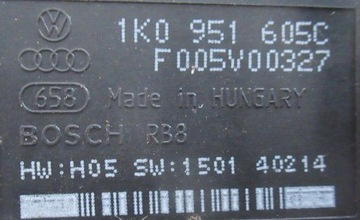 1K0 951 605C
F005V00327
658 Made in HUNGARY
BOSCH RB8
HW:H05 SW:1501 40214